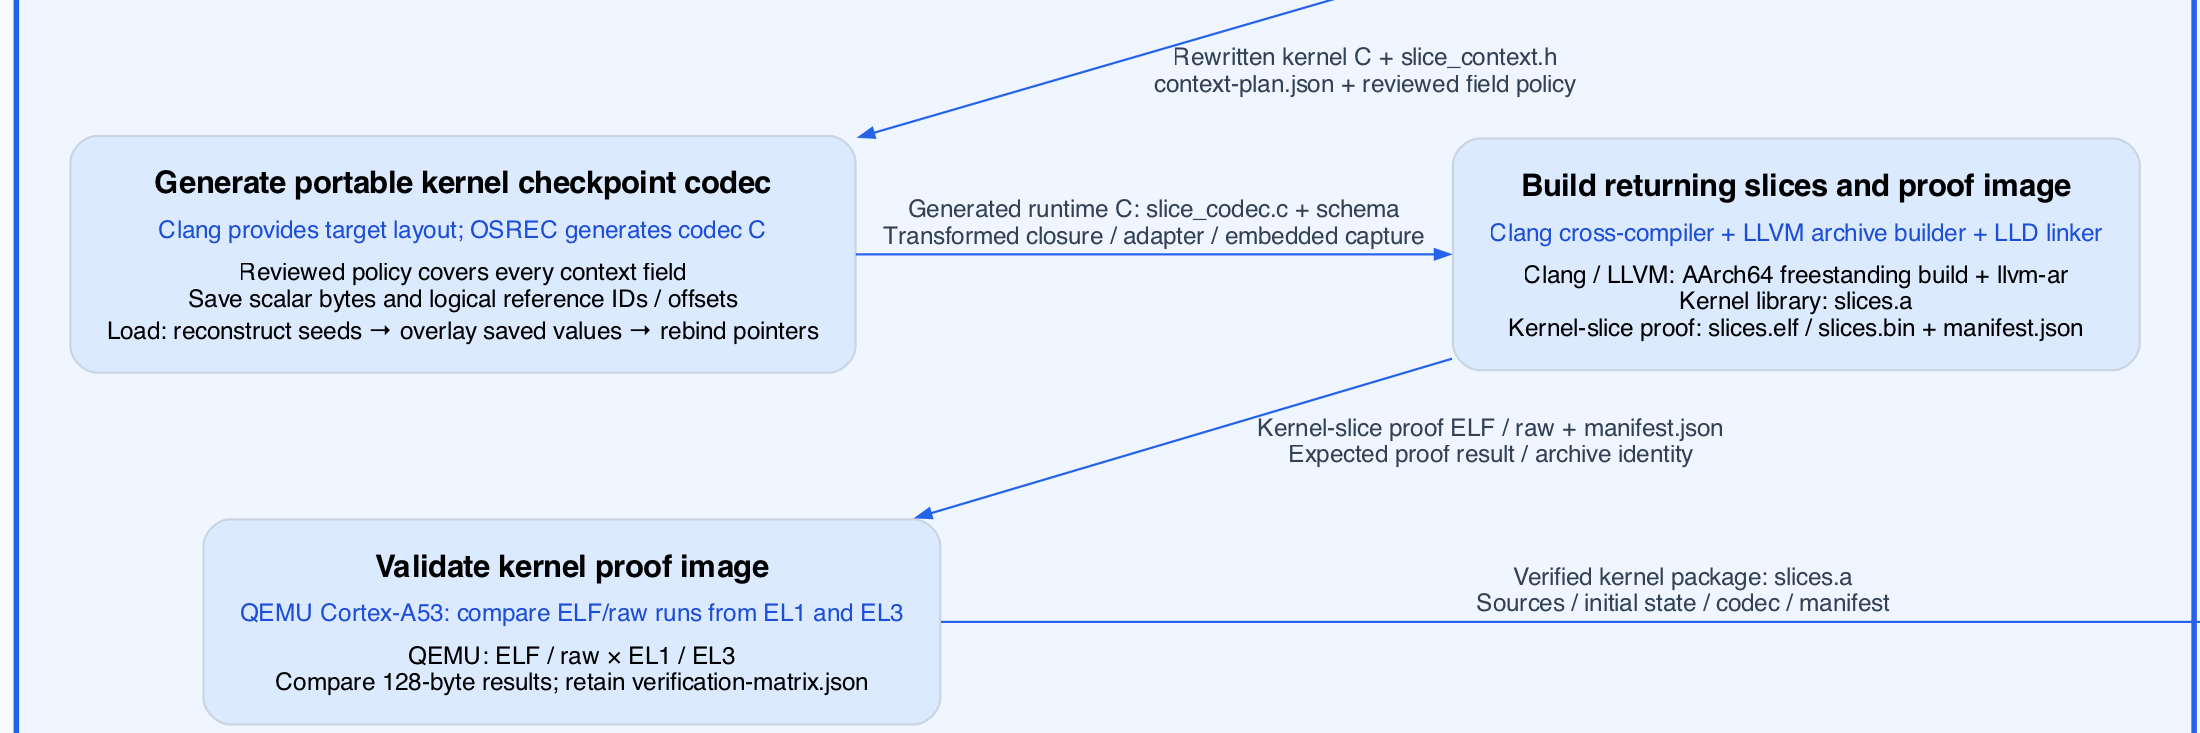 Rewritten kernel C + slice_context.h
context-plan.json + reviewed field policy
Generate portable kernel checkpoint codec
Clang provides target layout; OSREC generates codec C
Reviewed policy covers every context field
Save scalar bytes and logical reference IDs / offsets
Load: reconstruct seeds → overlay saved values → rebind pointers
Generated runtime C: slice_codec.c + schema
Transformed closure / adapter / embedded capture
Build returning slices and proof image
Clang cross-compiler + LLVM archive builder + LLD linker
Clang / LLVM: AArch64 freestanding build + llvm-ar
Kernel library: slices.a
Kernel-slice proof: slices.elf / slices.bin + manifest.json
Kernel-slice proof ELF / raw + manifest.json
Expected proof result / archive identity
Validate kernel proof image
QEMU Cortex-A53: compare ELF/raw runs from EL1 and EL3
QEMU: ELF / raw × EL1 / EL3
Compare 128-byte results; retain verification-matrix.json
Verified kernel package: slices.a
Sources / initial state / codec / manifest